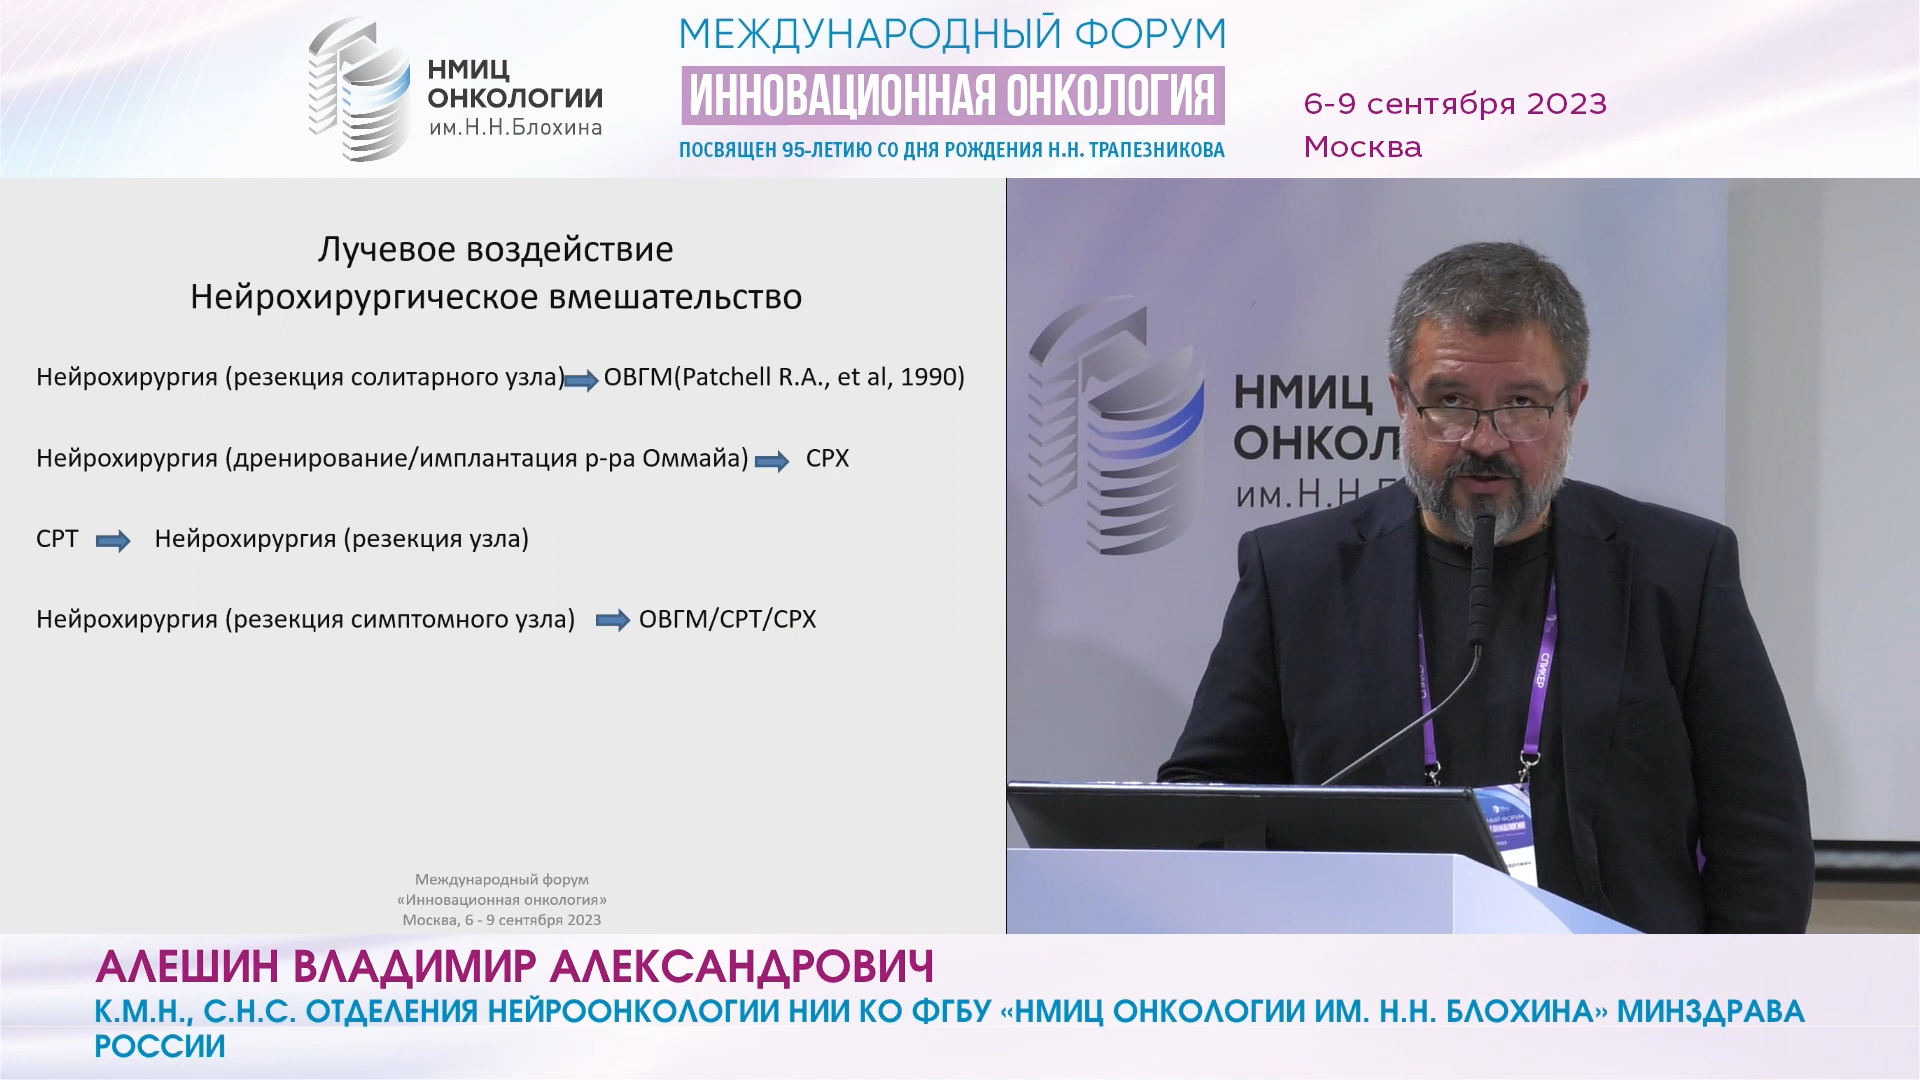 НМИЦ
ОНКОЛОГИИ
им.Н.Н.Блохина
МЕЖДУНАРОДНЫЙ ФОРУМ
ИННОВАЦИОННАЯ ОНКОЛОГИЯ
ПОСВЯЩЕН 95-ЛЕТИЮ СО ДНЯ РОЖДЕНИЯ Н.Н. ТРАПЕЗНИКОВА
6-9 сентября 2023
Москва
Лучевое воздействие
Нейрохирургическое вмешательство
Нейрохирургия (резекция солитарного узла) ОВГМ(Patchell R.A., et al, 1990)
Нейрохирургия (дренирование/имплантация р-ра Оммайа) СРХ
СРТ Нейрохирургия (резекция узла)
Нейрохирургия (резекция симптомного узла) ОВГМ/СРТ/СРХ
Международный форум
«Инновационная онкология»
Москва, 6 - 9 сентября 2023
НМИЦ
ОНКОЛ
им.Н.Н.
СПИКЕР
АЛЕШИН ВЛАДИМИР АЛЕКСАНДРОВИЧ
К.М.Н., С.Н.С. ОТДЕЛЕНИЯ НЕЙРООНКОЛОГИИ НИИ КО ФГБУ «НМИЦ ОНКОЛОГИИ ИМ. Н.Н. БЛОХИНА» МИНЗДРАВА
РОССИИ